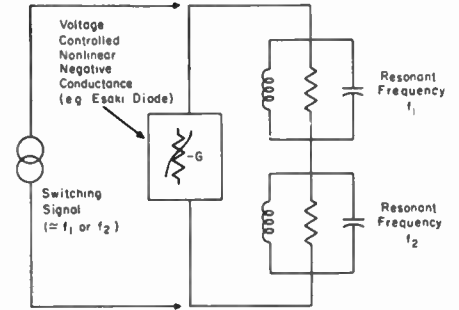 Voltage
Controlled
Nonlinear
Negative
Conductance
(eg Esaki Diode)
-G
Switching
Signal
(≃ f₁ or f₂)
Resonant
Frequency
f₁
Resonant
Frequency
f₂